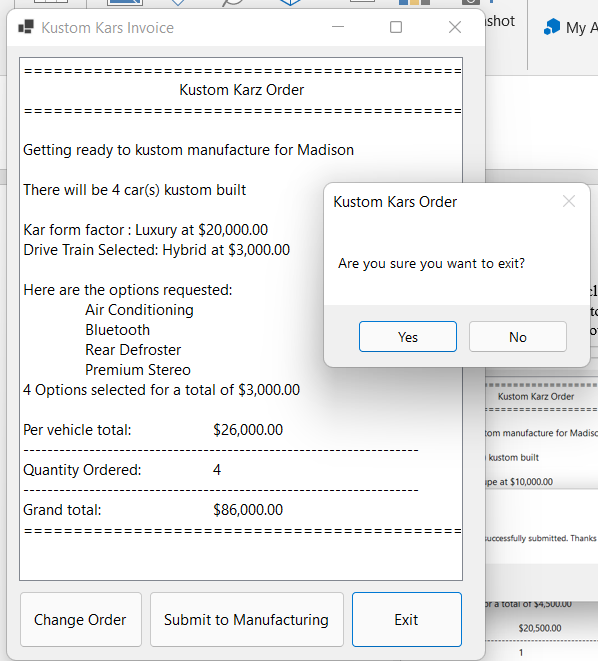 Kustom Kars Invoice
shot
My A
==============================================
Kustom Karz Order
==============================================
Getting ready to kustom manufacture for Madison
There will be 4 car(s) kustom built
Kar form factor : Luxury at $20,000.00
Drive Train Selected: Hybrid at $3,000.00
Here are the options requested:
Air Conditioning
Bluetooth
Rear Defroster
Premium Stereo
4 Options selected for a total of $3,000.00
Per vehicle total: $26,000.00
------------------------------------------------------------------
Quantity Ordered: 4
------------------------------------------------------------------
Grand total: $86,000.00
==============================================
Change Order
Submit to Manufacturing
Exit
Kustom Kars Order
Are you sure you want to exit?
Yes
No
Kustom Karz Order
tom manufacture for Madiso
kustom built
pe at $10,000.00
uccessfully submitted. Thanks
or a total of $4,500.00
$20,500.00
1